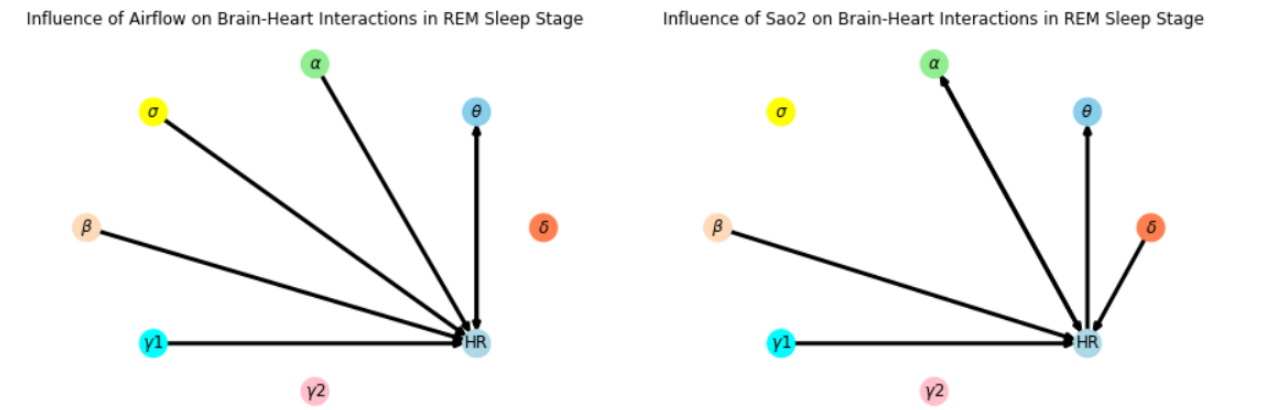 Influence of Airflow on Brain-Heart Interactions in REM Sleep Stage
α
σ
θ
β
δ
γ1
HR
γ2
Influence of Sao2 on Brain-Heart Interactions in REM Sleep Stage
α
σ
θ
β
δ
γ1
HR
γ2